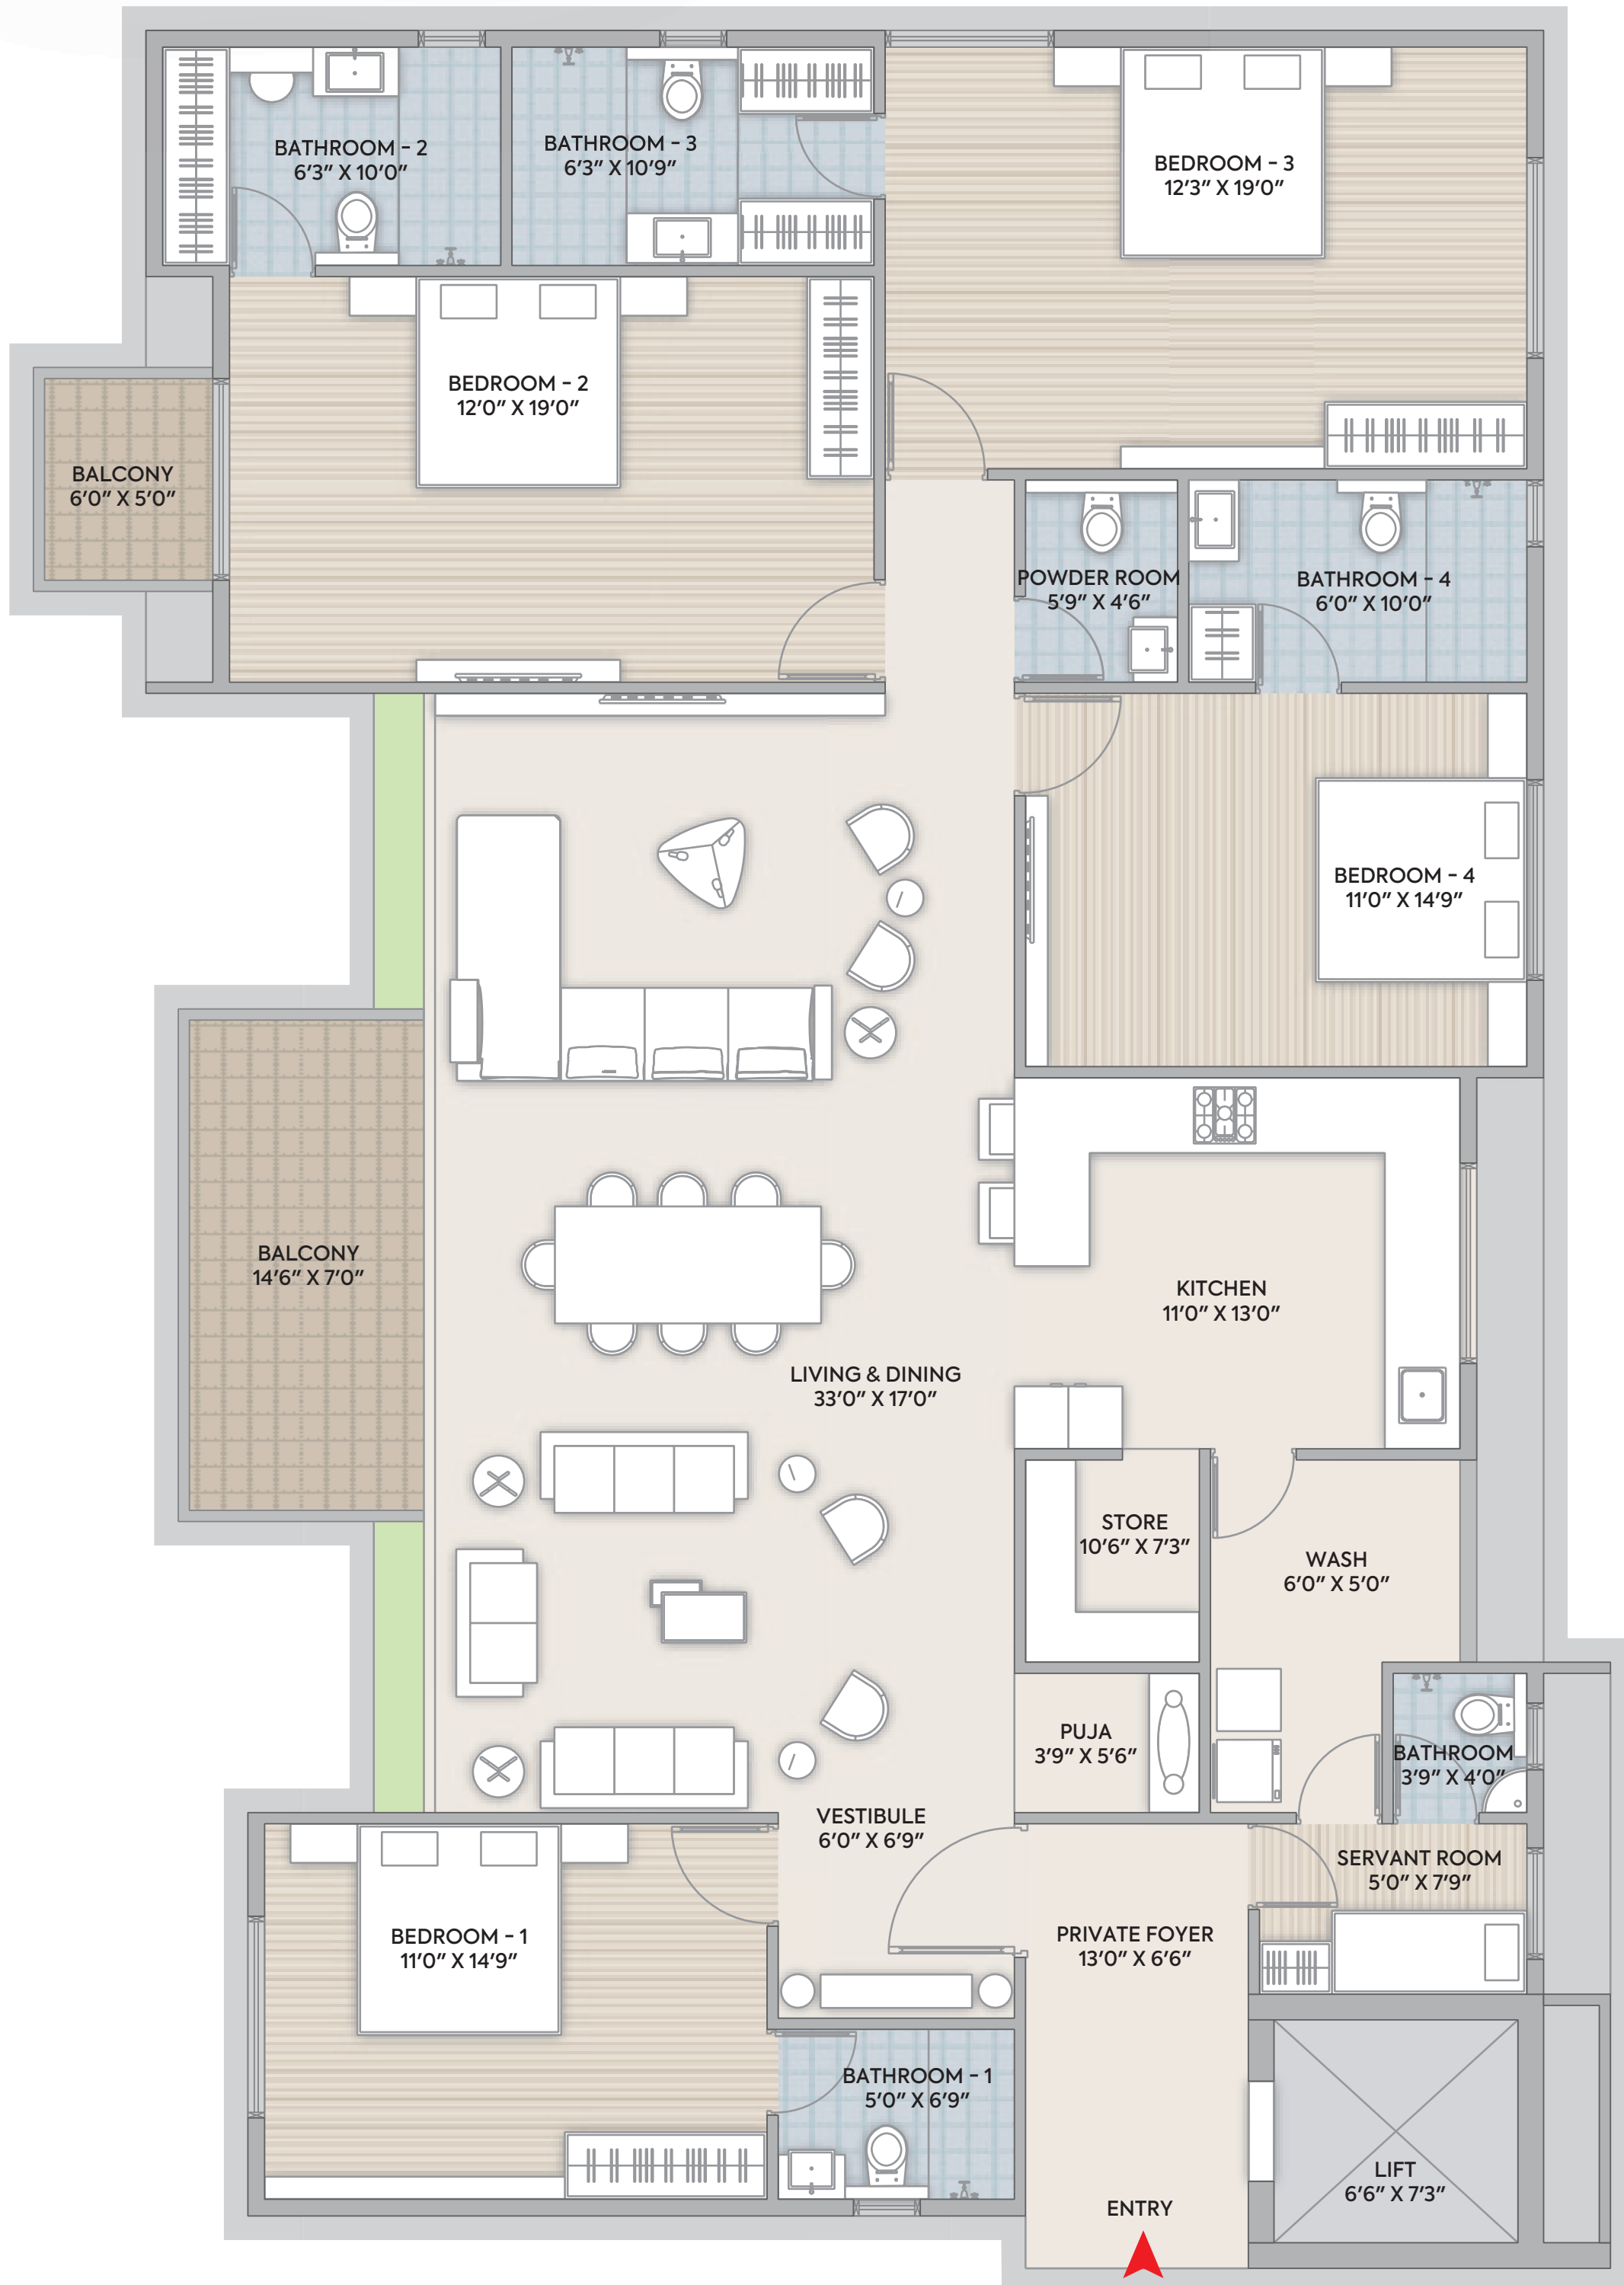 BATHROOM - 2
6'3" X 10'0"
BATHROOM - 3
6'3" X 10'9"
BEDROOM - 3
12'3" X 19'0"
BEDROOM - 2
12'0" X 19'0"
BALCONY
6'0" X 5'0"
POWDER ROOM
5'9" X 4'6"
BATHROOM - 4
6'0" X 10'0"
BEDROOM - 4
11'0" X 14'9"
BALCONY
14'6" X 7'0"
KITCHEN
11'0" X 13'0"
LIVING & DINING
33'0" X 17'0"
STORE
10'6" X 7'3"
WASH
6'0" X 5'0"
PUJA
3'9" X 5'6"
BATHROOM
3'9" X 4'0"
VESTIBULE
6'0" X 6'9"
SERVANT ROOM
5'0" X 7'9"
BEDROOM - 1
11'0" X 14'9"
PRIVATE FOYER
13'0" X 6'6"
BATHROOM - 1
5'0" X 6'9"
LIFT
6'6" X 7'3"
ENTRY